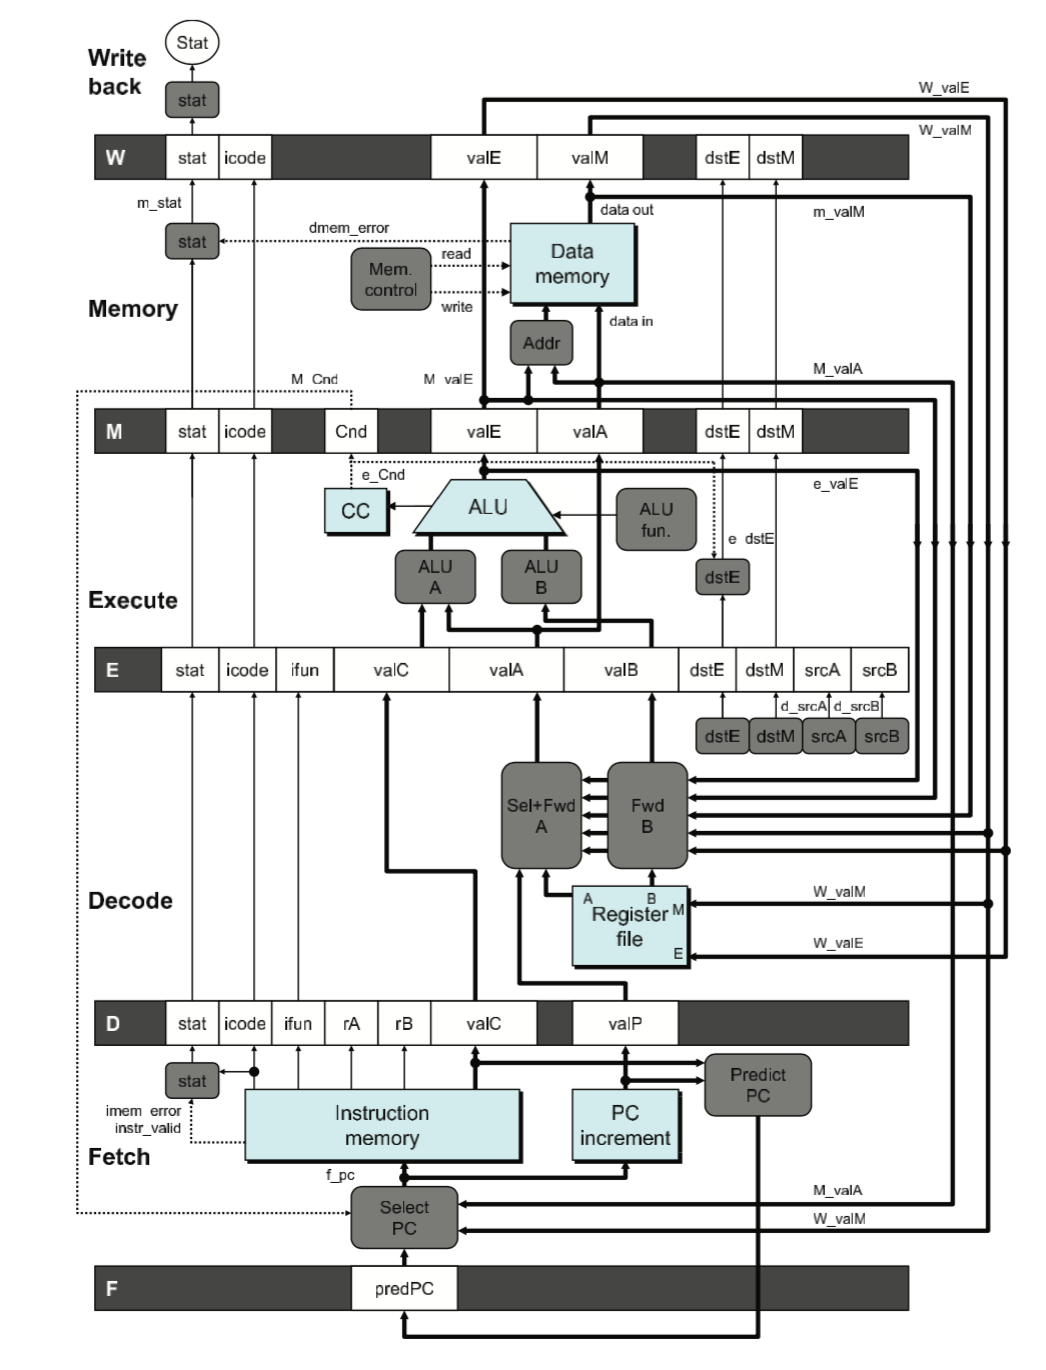 Stat
Write
back
stat
W_valE
W_valM
W
stat
icode
valE
valM
dstE
dstM
m_stat
data out
m_valM
stat
dmem_error
Data
memory
read
Mem.
control
write
Memory
data in
Addr
M_valA
M_Cnd
M_valE
M
stat
icode
Cnd
valE
valA
dstE
dstM
e_Cnd
e_valE
CC
ALU
ALU
fun.
e_dstE
ALU
A
ALU
B
dstE
Execute
E
stat
icode
ifun
valC
valA
valB
dstE
dstM
srcA
srcB
d_srcA
d_srcB
dstE
dstM
srcA
srcB
Sel+Fwd
A
Fwd
B
Decode
W_valM
A
B
M
Register
file
E
W_valE
D
stat
icode
ifun
rA
rB
valC
valP
stat
Predict
PC
imem_error
instr_valid
Instruction
memory
PC
increment
Fetch
f_pc
M_valA
Select
PC
W_valM
F
predPC